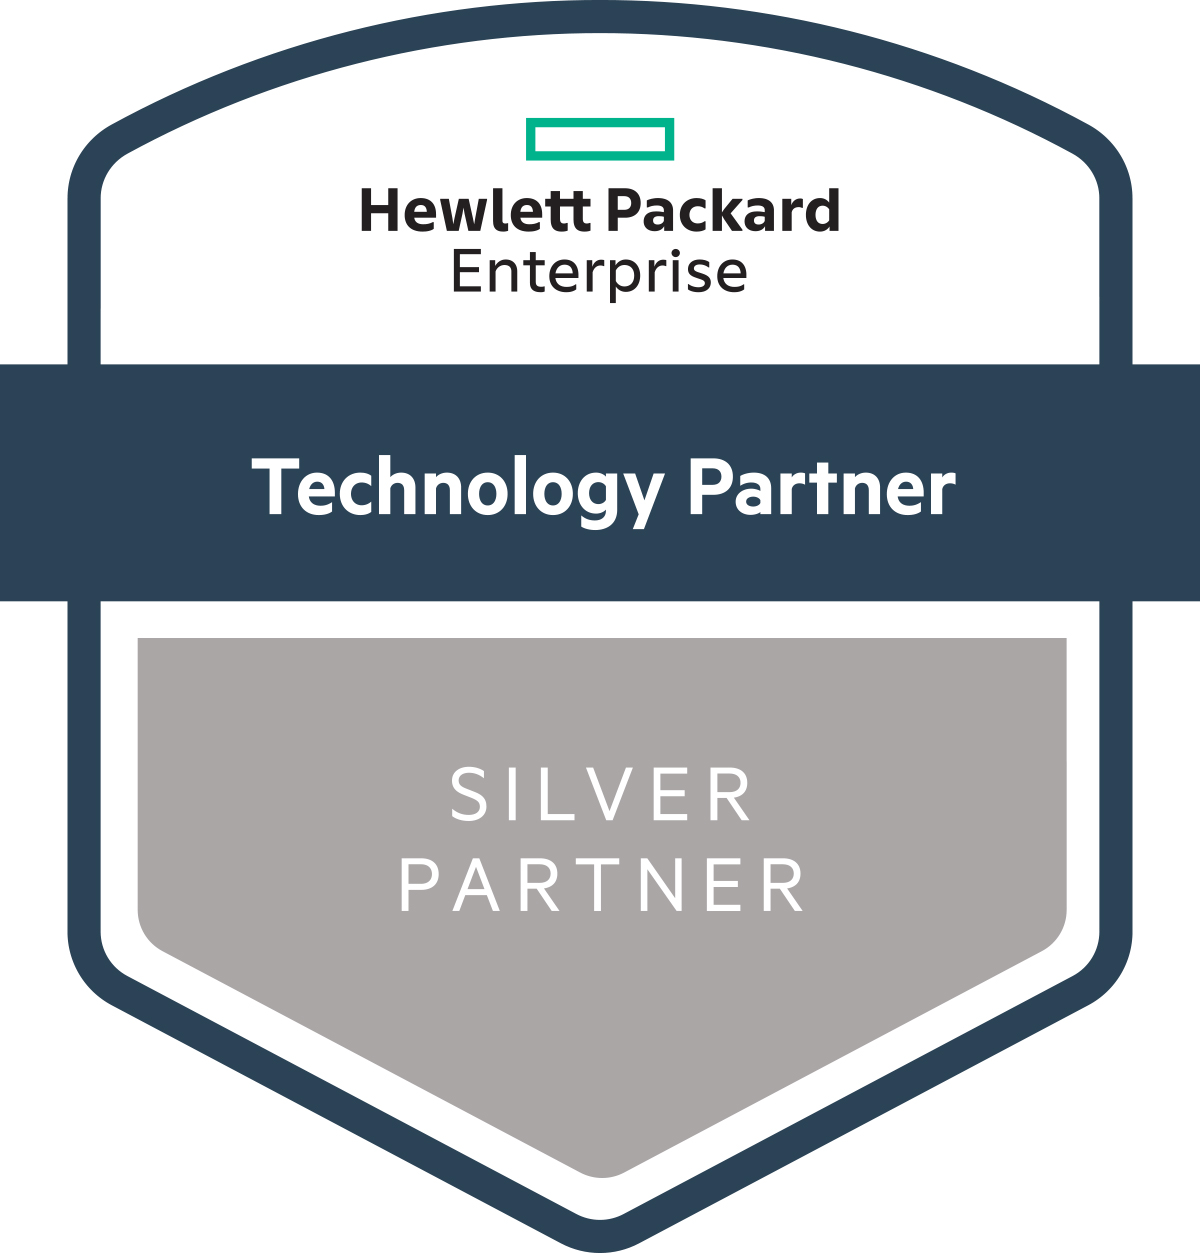 Hewlett Packard
Enterprise
Technology Partner
SILVER
PARTNER